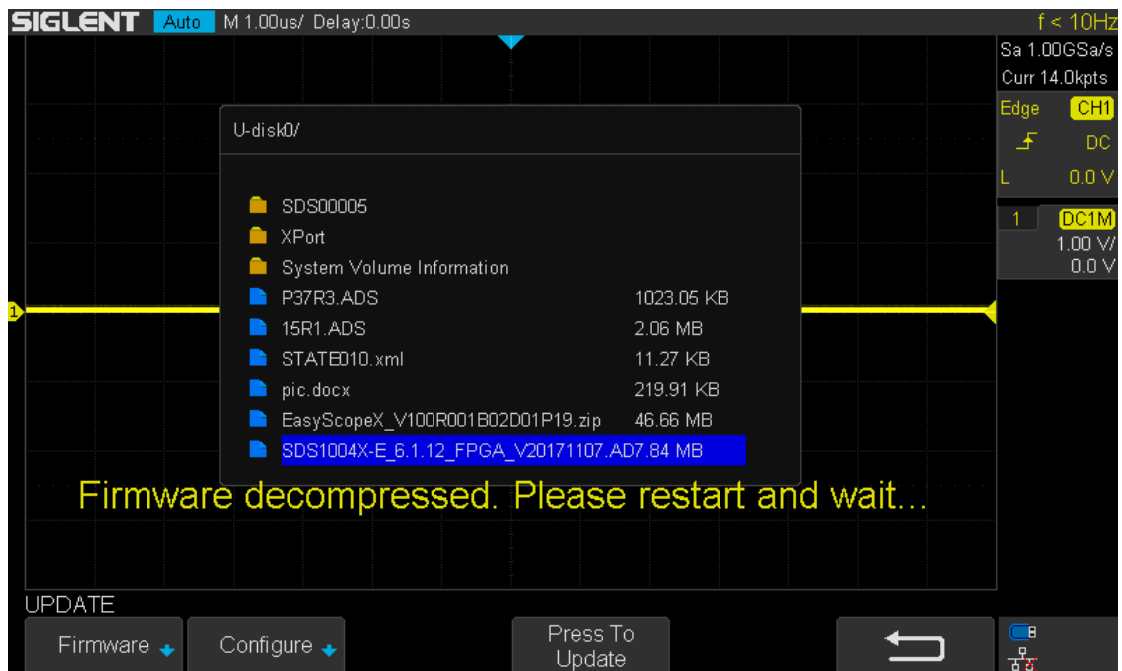 SIGLENT Auto M 1.00us/ Delay:0.00s f < 10Hz
Sa 1.00GSa/s
Curr 14.0kpts
Edge CH1
DC
L 0.0 V
1 DC1M
1.00 V/
0.0 V
U-disk0/
SDS00005
XPort
System Volume Information
P37R3.ADS 1023.05 KB
15R1.ADS 2.06 MB
STATE010.xml 11.27 KB
pic.docx 219.91 KB
EasyScopeX_V100R001B02D01P19.zip 46.66 MB
SDS1004X-E_6.1.12_FPGA_V20171107.AD7.84 MB
1
Firmware decompressed. Please restart and wait...
UPDATE
Firmware
Configure
Press To
Update